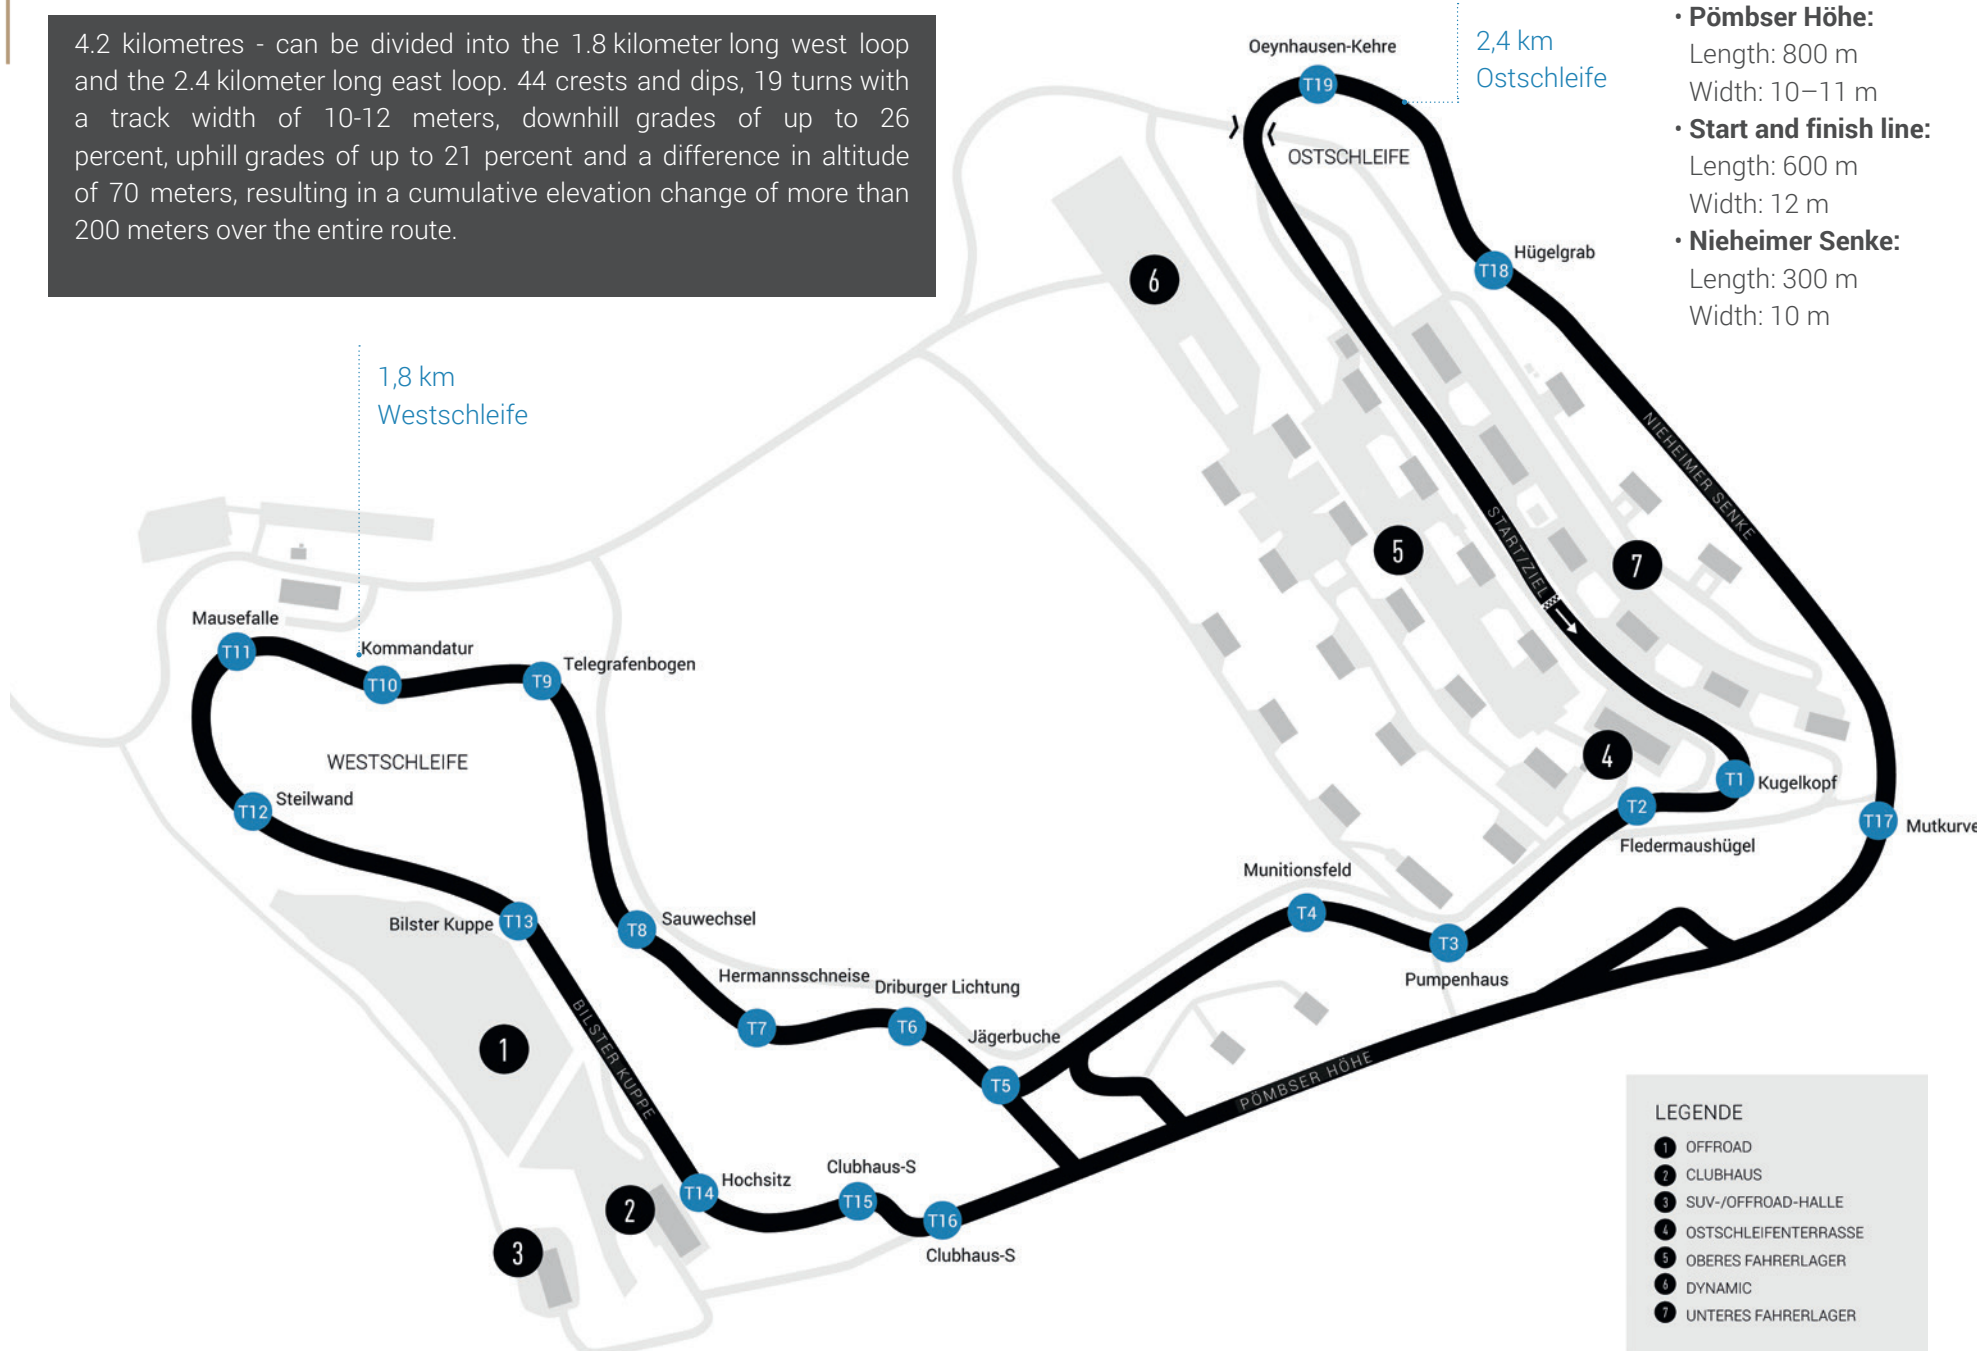 4.2 kilometres - can be divided into the 1.8 kilometer long west loop
and the 2.4 kilometer long east loop. 44 crests and dips, 19 turns with
a track width of 10-12 meters, downhill grades of up to 26
percent, uphill grades of up to 21 percent and a difference in altitude
of 70 meters, resulting in a cumulative elevation change of more than
200 meters over the entire route.
• Pömbser Höhe:
Length: 800 m
Width: 10–11 m
• Start and finish line:
Length: 600 m
Width: 12 m
• Nieheimer Senke:
Length: 300 m
Width: 10 m
2,4 km
Ostschleife
Oeynhausen-Kehre
T19
OSTSCHLEIFE
Hügelgrab
T18
6
1,8 km
Westschleife
NIEHEIMER SENKE
START/ZIEL
5
7
Mausefalle
T11
Kommandatur
T10
Telegrafenbogen
T9
WESTSCHLEIFE
Steilwand
T12
4
T1
Kugelkopf
T2
Fledermaushügel
T17
Mutkurve
Munitionsfeld
T4
T3
Pumpenhaus
Bilster Kuppe
T13
Sauwechsel
T8
Hermannsschneise
T7
Driburger Lichtung
T6
Jägerbuche
T5
1
BILSTER KUPPE
PÖMBSER HÖHE
Hochsitz
T14
Clubhaus-S
T15
T16
Clubhaus-S
2
3
LEGENDE
1 OFFROAD
2 CLUBHAUS
3 SUV-/OFFROAD-HALLE
4 OSTSCHLEIFENTERRASSE
5 OBERES FAHRERLAGER
6 DYNAMIC
7 UNTERES FAHRERLAGER